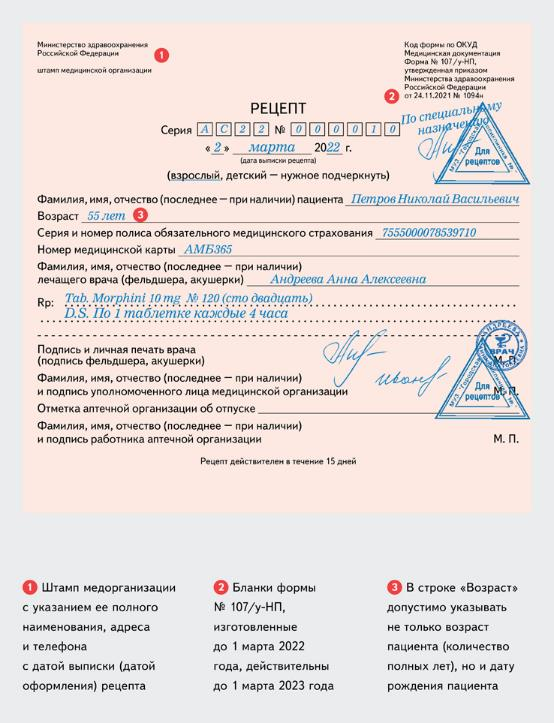 Министерство здравоохранения
Российской Федерации
1
штамп медицинской организации
Код формы по ОКУД
Медицинская документация
Форма № 107/у-НП,
утвержденная приказом
Министерства здравоохранения
Российской Федерации
2 от 24.11.2021 № 1094н
По специальному
назначению
Для
рецептов
РЕЦЕПТ
Серия А С 2 2 № 0 0 0 0 1 0
« 2 » марта 2022 г.
(дата выписки рецепта)
(взрослый, детский – нужное подчеркнуть)
Фамилия, имя, отчество (последнее – при наличии) пациента Петров Николай Васильевич
Возраст 55 лет 3
Серия и номер полиса обязательного медицинского страхования 7555000078539710
Номер медицинской карты АМБ365
Фамилия, имя, отчество (последнее – при наличии)
лечащего врача (фельдшера, акушерки) Андреева Анна Алексеевна
Rp: Tab. Morphini 10 mg № 120 (сто двадцать)
D.S. По 1 таблетке каждые 4 часа
Подпись и личная печать врача
(подпись фельдшера, акушерки)
АНДРЕЕВА
ВРАЧ
М. П.
Фамилия, имя, отчество (последнее – при наличии)
и подпись уполномоченного лица медицинской организации
Для
рецептов
М. П.
Отметка аптечной организации об отпуске
Фамилия, имя, отчество (последнее – при наличии)
и подпись работника аптечной организации М. П.
Рецепт действителен в течение 15 дней
1 Штамп медорганизации
с указанием ее полного
наименования, адреса
и телефона
с датой выписки (датой
оформления) рецепта
2 Бланки формы
№ 107/у-НП,
изготовленные
до 1 марта 2022
года, действительны
до 1 марта 2023 года
3 В строке «Возраст»
допустимо указывать
не только возраст
пациента (количество
полных лет), но и дату
рождения пациента